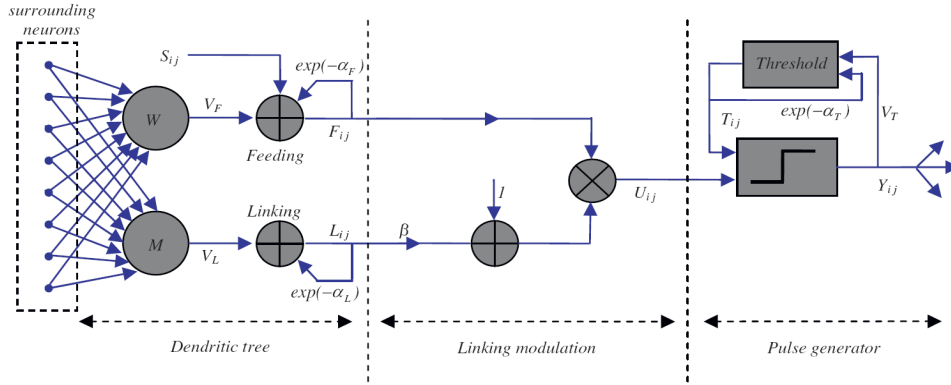 surrounding
neurons
S_ij
exp(-α_F)
W
V_F
F_ij
Feeding
Linking
M
V_L
L_ij
exp(-α_L)
β
1
U_ij
Threshold
exp(-α_T)
T_ij
V_T
Y_ij
Dendritic tree
Linking modulation
Pulse generator